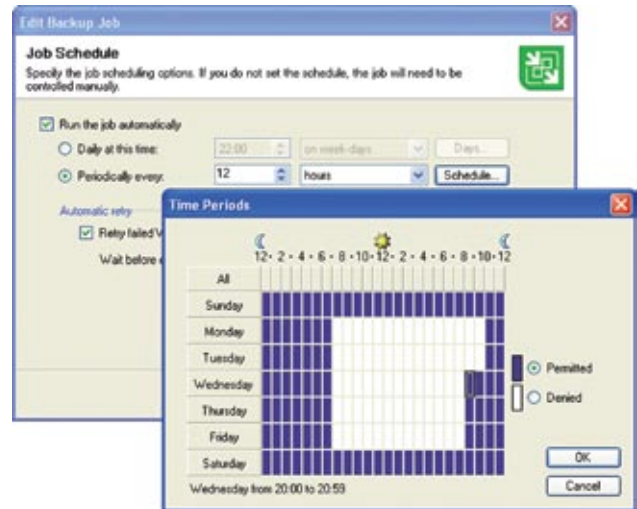 Edit Backup Job
Job Schedule
Specify the job scheduling options. If you do not set the schedule, the job will need to be
controlled manually.
Run the job automatically
Daily at this time: 22:00 on week-days Days...
Periodically every: 12 hours Schedule...
Automatic retry
Retry failed V
Wait before e
Time Periods
12 · 2 · 4 · 6 · 8 · 10 · 12 · 2 · 4 · 6 · 8 · 10 · 12
All
Sunday
Monday
Tuesday
Wednesday
Thursday
Friday
Saturday
Permitted
Denied
Wednesday from 20:00 to 20:59
OK
Cancel